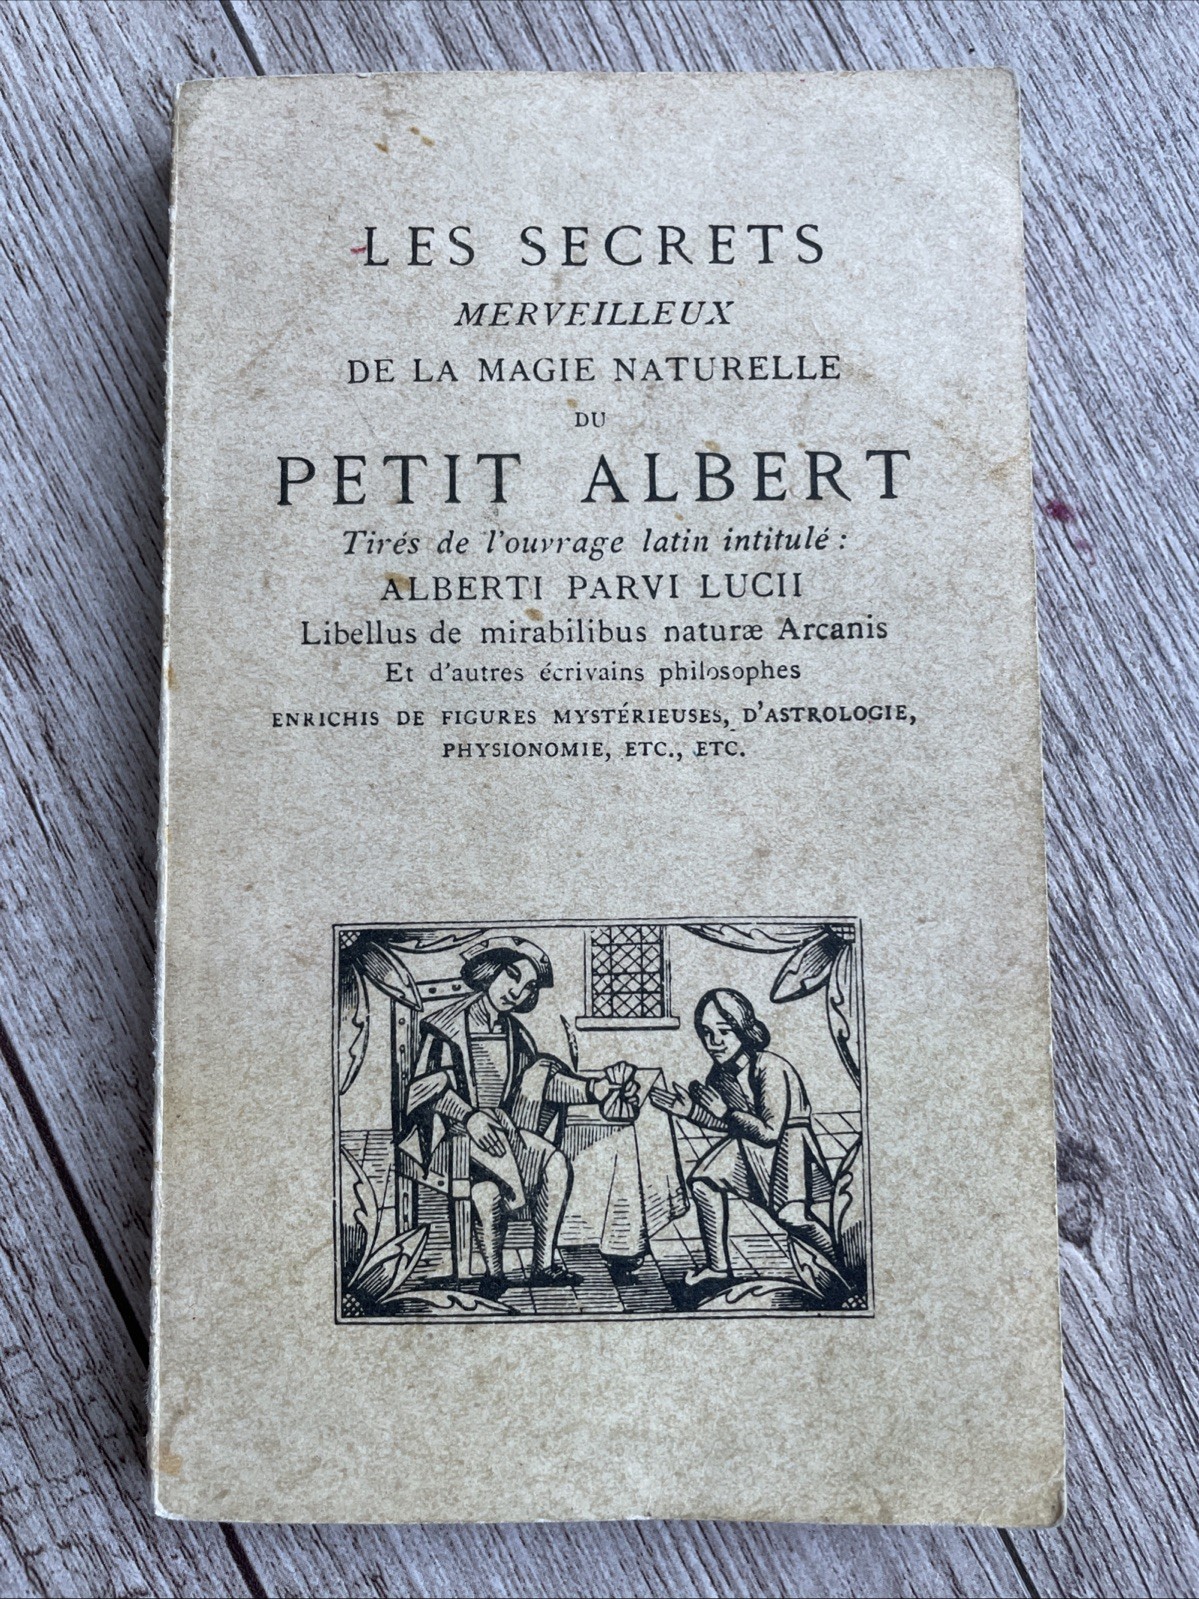 LES SECRETS
MERVEILLEUX
DE LA MAGIE NATURELLE
DU
PETIT ALBERT
Tirés de l'ouvrage latin intitulé :
ALBERTI PARVI LUCII
Libellus de mirabilibus naturæ Arcanis
Et d'autres écrivains philosophes
ENRICHIS DE FIGURES MYSTÉRIEUSES, D'ASTROLOGIE,
PHYSIONOMIE, ETC., ETC.